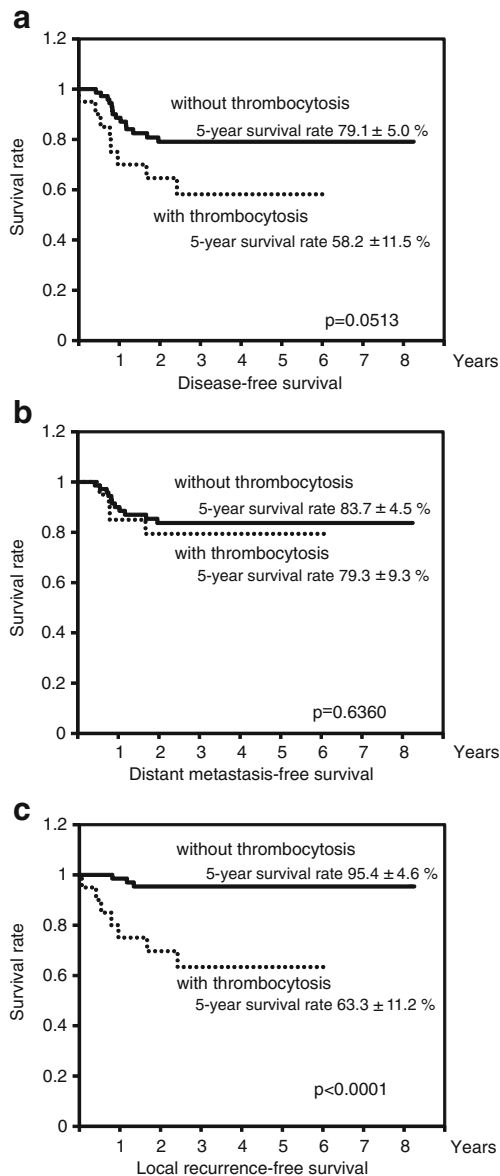 a
1.2
1
0.8
0.6
0.4
0.2
0
Survival rate
without thrombocytosis
5-year survival rate 79.1 ± 5.0 %
with thrombocytosis
5-year survival rate 58.2 ±11.5 %
p=0.0513
1 2 3 4 5 6 7 8 Years
Disease-free survival
b
1.2
1
0.8
0.6
0.4
0.2
0
Survival rate
without thrombocytosis
5-year survival rate 83.7 ± 4.5 %
with thrombocytosis
5-year survival rate 79.3 ± 9.3 %
p=0.6360
1 2 3 4 5 6 7 8 Years
Distant metastasis-free survival
c
1.2
1
0.8
0.6
0.4
0.2
0
Survival rate
without thrombocytosis
5-year survival rate 95.4 ± 4.6 %
with thrombocytosis
5-year survival rate 63.3 ± 11.2 %
p<0.0001
1 2 3 4 5 6 7 8 Years
Local recurrence-free survival